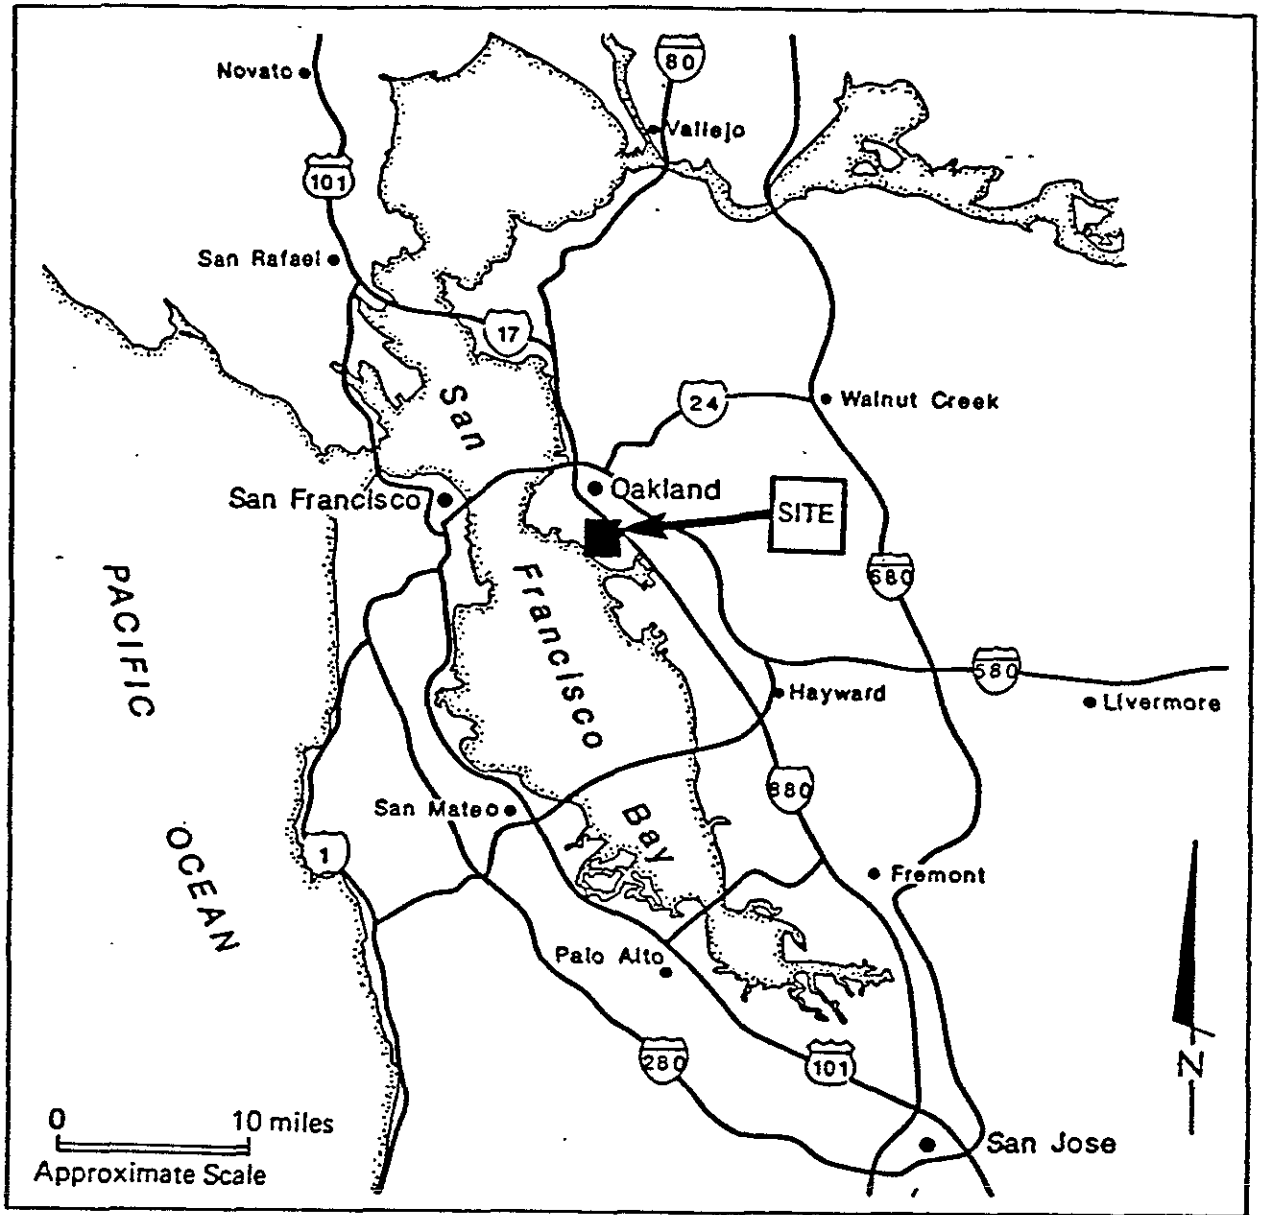 80
Novato
Vallejo
101
San Rafael
17
24
Walnut Creek
San
San Francisco
Oakland
SITE
PACIFIC
Francisco
680
580
Hayward
Livermore
880
San Mateo
Bay
OCEAN
1
Fremont
Palo Alto
280
101
N
0 10 miles
Approximate Scale
San Jose